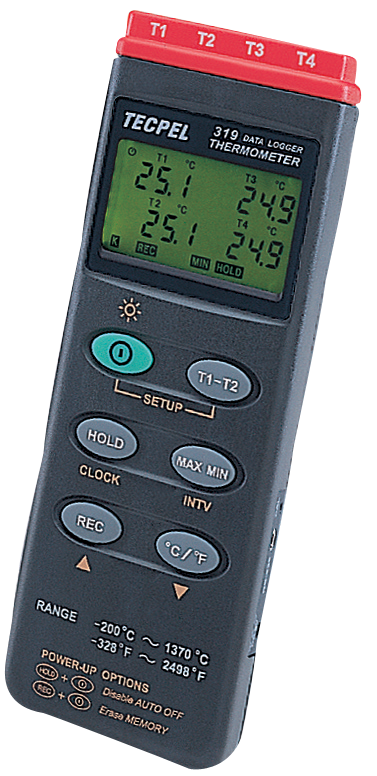 T1 T2 T3 T4
TECPEL 319 DATA LOGGER
THERMOMETER
T1 °C T3 °C
25.1 24.9
T2 T4 °C
25.1 24.9
K REC MIN HOLD
T1-T2
SETUP
HOLD MAX MIN
CLOCK INTV
REC °C/°F
RANGE -200°C ~ 1370°C
-328°F ~ 2498°F
POWER-UP OPTIONS
HOLD + Disable AUTO OFF
REC + Erase MEMORY